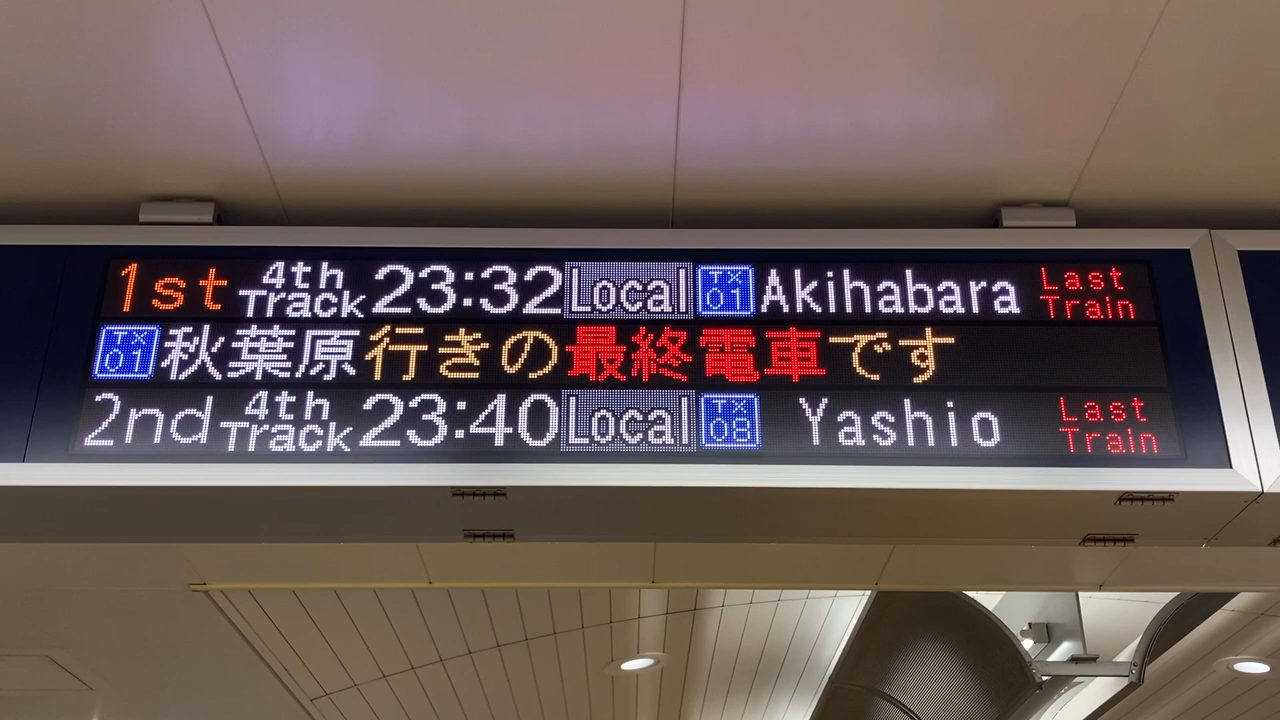 1st 4th Track 23:32 Local TX 01 Akihabara Last Train
TX 01 秋葉原行きの最終電車です
2nd 4th Track 23:40 Local TX 08 Yashio Last Train